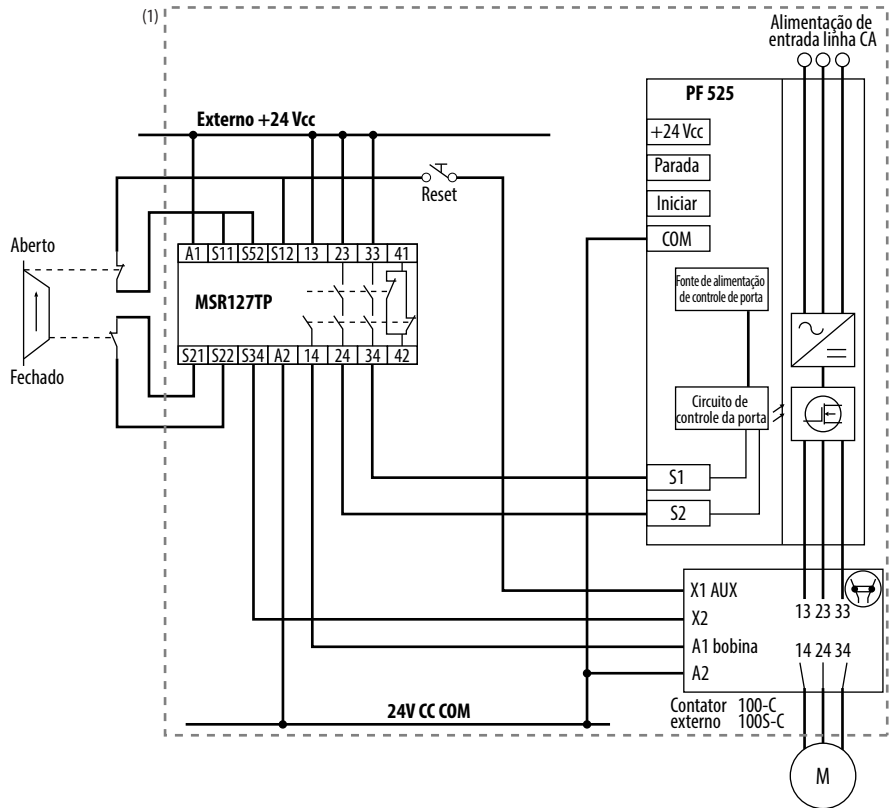 (1)
Alimentação de
entrada linha CA
PF 525
Externo +24 Vcc
+24 Vcc
Parada
Reset
Iniciar
COM
Aberto
A1 S11 S52 S12 13 23 33 41
MSR127TP
Fonte de alimentação
de controle de porta
S21 S22 S34 A2 14 24 34 42
Fechado
Circuito de
controle da porta
S1
S2
X1 AUX
13 23 33
X2
A1 bobina
14 24 34
A2
24V CC COM
Contator 100-C
externo 100S-C
M